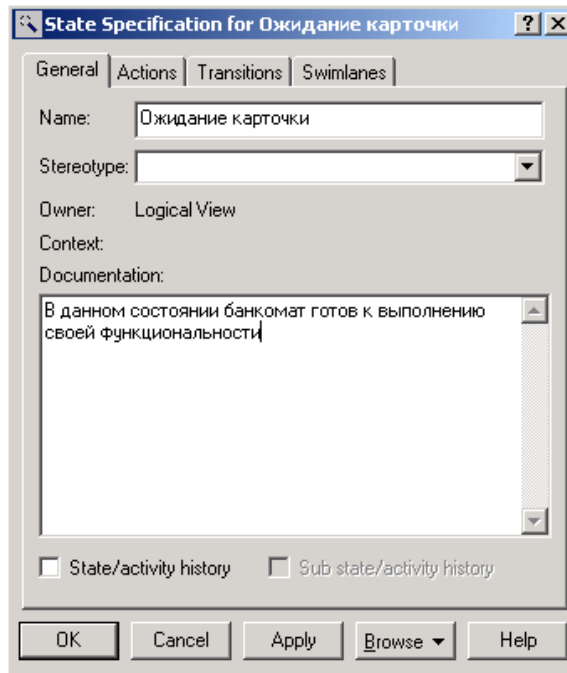 State Specification for Ожидание карточки
General Actions Transitions Swimlanes
Name: Ожидание карточки
Stereotype:
Owner: Logical View
Context:
Documentation:
В данном состоянии банкомат готов к выполнению
своей функциональности
State/activity history Sub state/activity history
OK Cancel Apply Browse Help